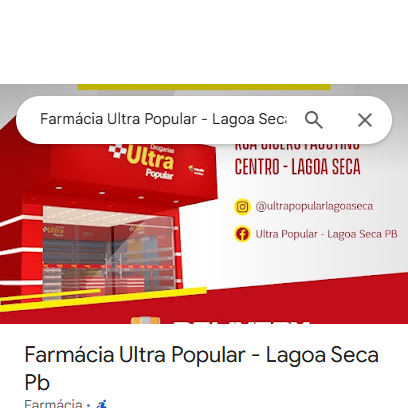 Farmácia Ultra Popular - Lagoa Seca
RUA CÍCERO FAUSTINO
CENTRO - LAGOA SECA
Drogarias
Ultra
Popular
@ultrapopularlagoaseca
Ultra Popular - Lagoa Seca PB
DELIVERY
Farmácia Ultra Popular - Lagoa Seca
Pb
Farmácia